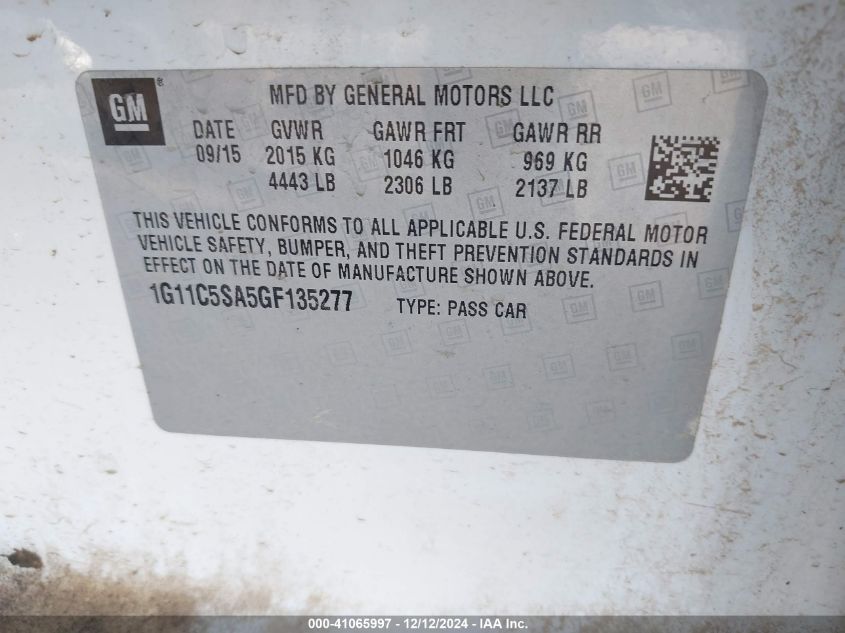 GM ®
MFD BY GENERAL MOTORS LLC
DATE GVWR GAWR FRT GAWR RR
09/15 2015 KG 1046 KG 969 KG
4443 LB 2306 LB 2137 LB
THIS VEHICLE CONFORMS TO ALL APPLICABLE U.S. FEDERAL MOTOR
VEHICLE SAFETY, BUMPER, AND THEFT PREVENTION STANDARDS IN
EFFECT ON THE DATE OF MANUFACTURE SHOWN ABOVE.
1G11C5SA5GF135277 TYPE: PASS CAR
000-41065997 - 12/12/2024 - IAA Inc.